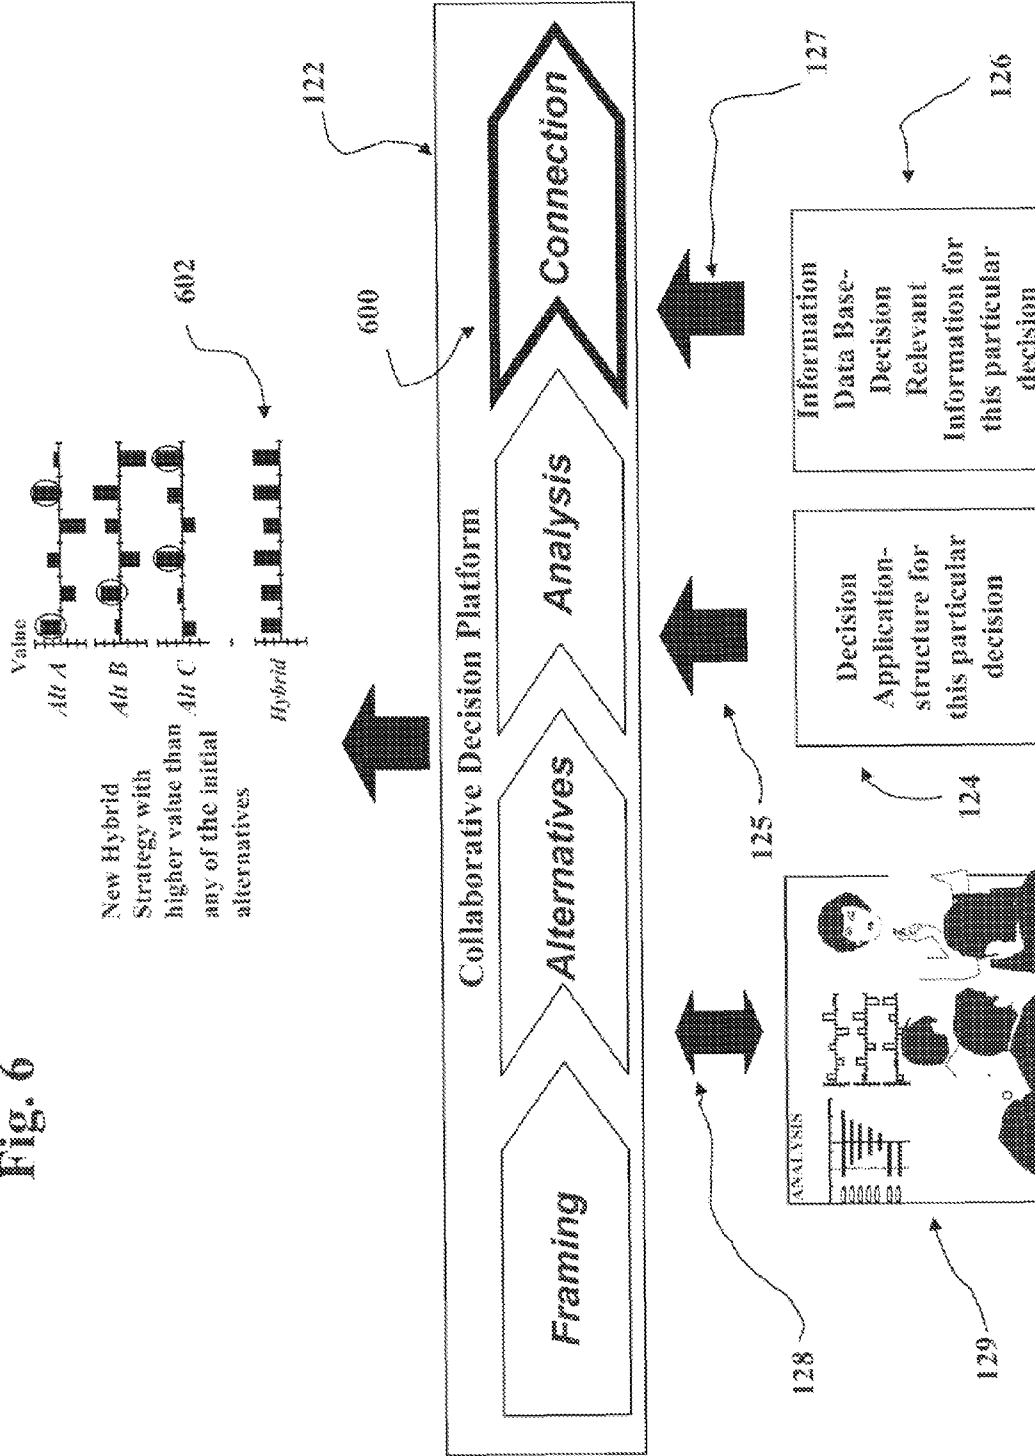 Fig. 6
New Hybrid
Strategy with
higher value than
any of the initial
alternatives
Value
Alt A
Alt B
Alt C
Hybrid
602
122
600
Collaborative Decision Platform
Framing
Alternatives
Analysis
Connection
128
125
127
129
ANALYSIS
124
Decision
Application-
structure for
this particular
decision
126
Information
Data Base-
Decision
Relevant
Information for
this particular
decision